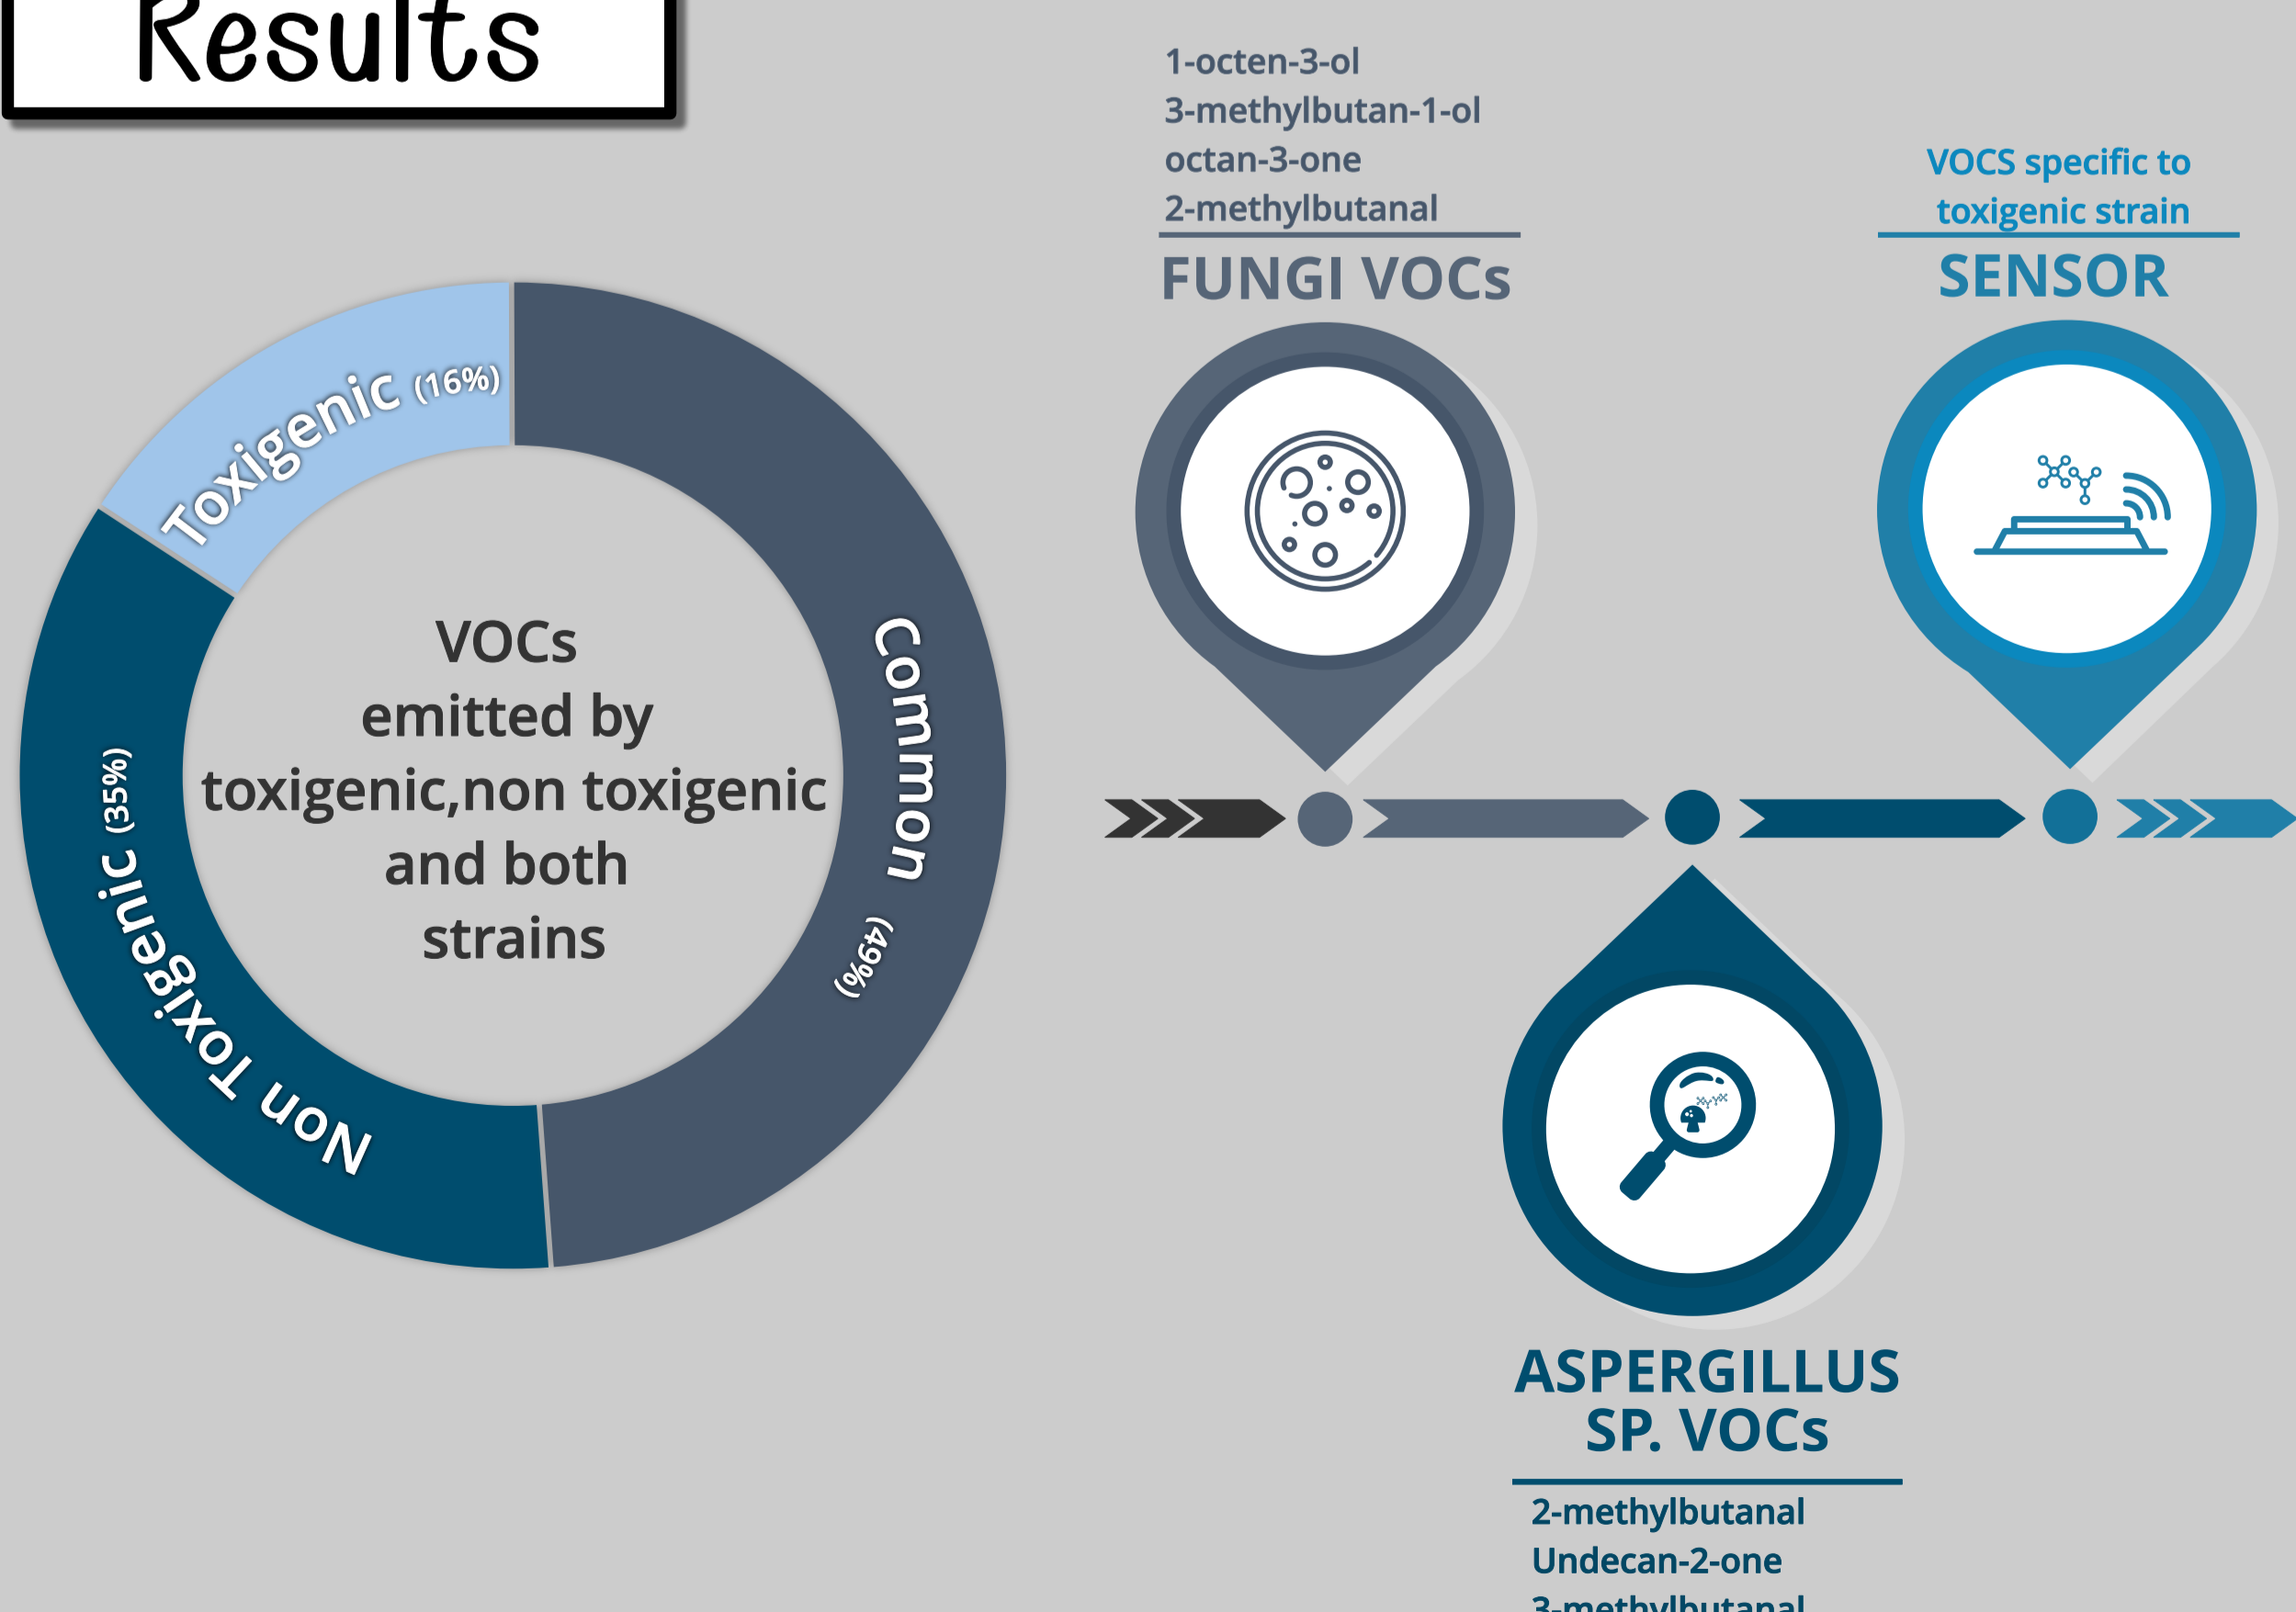 Results
Toxigenic (16%)
Common (49%)
Non Toxigenic (35%)
VOCs
emitted by
toxigenic,non toxigenic
and both
strains
1-octen-3-ol
3-methylbutan-1-ol
octan-3-one
2-methylbutanal
FUNGI VOCs
VOCS specific to
toxigenic strain
SENSOR
ASPERGILLUS
SP. VOCs
2-methylbutanal
Undecan-2-one
3-methylbutanal